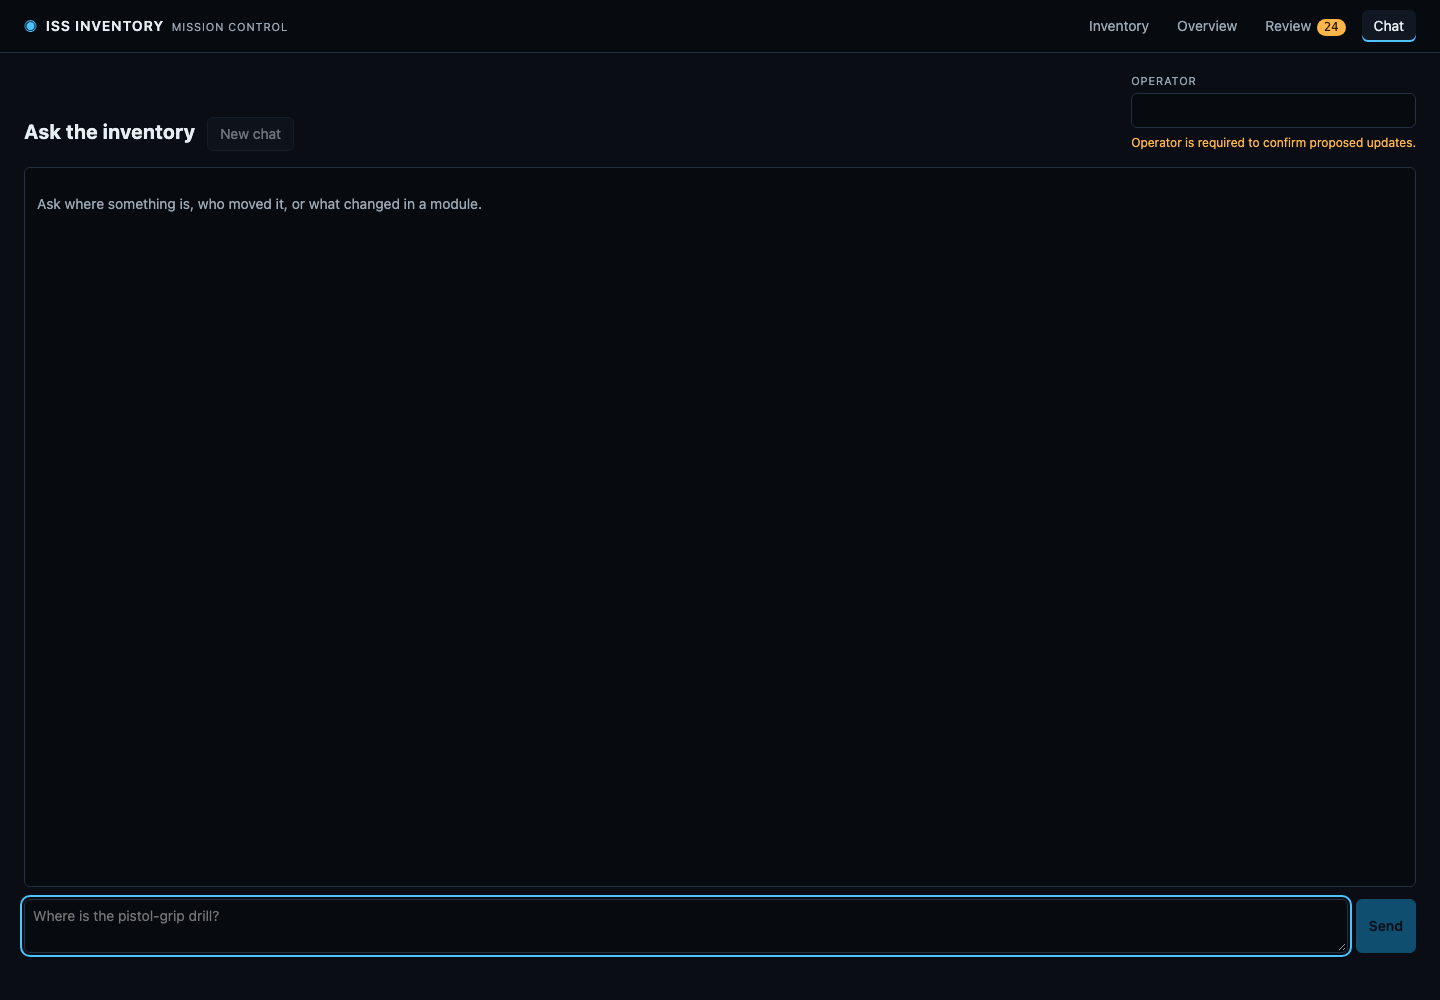 ISS INVENTORY MISSION CONTROL
Inventory Overview Review 24 Chat
OPERATOR
Ask the inventory New chat
Operator is required to confirm proposed updates.
Ask where something is, who moved it, or what changed in a module.
Where is the pistol-grip drill?
Send